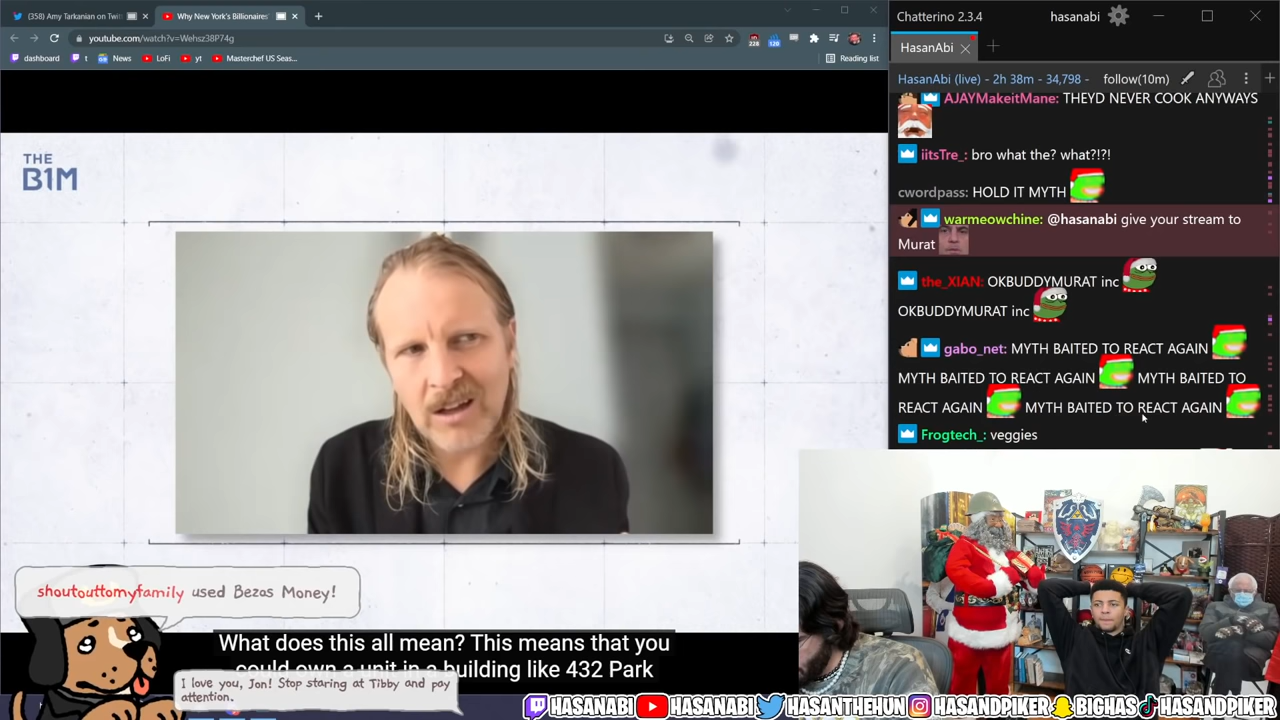 (358) Amy Tarkanian on Twit
Why New York's Billionaires
youtube.com/watch?v=Wehsz38P74g
228
128
dashboard
t
News
LoFi
yt
Masterchef US Seas...
Reading list
THE
B1M
shoutouttomyfamily used Bezos Money!
What does this all mean? This means that you
could own a unit in a building like 432 Park
I love you, Jon! Stop staring at Tibby and pay
attention.
Chatterino 2.3.4
hasanabi
HasanAbi
HasanAbi (live) - 2h 38m - 34,798 -
follow(10m)
AJAYMakeitMane: THEYD NEVER COOK ANYWAYS
iitsTre_: bro what the? what?!?!
cwordpass: HOLD IT MYTH
warmeowchine: @hasanabi give your stream to
Murat
the_XIAN: OKBUDDYMURAT inc
OKBUDDYMURAT inc
gabo_net: MYTH BAITED TO REACT AGAIN
MYTH BAITED TO REACT AGAIN MYTH BAITED TO
REACT AGAIN MYTH BAITED TO REACT AGAIN
Frogtech_: veggies
HASANABI HASANABI HASANTHEHUN HASANDPIKER BIGHAS HASANDPIKER